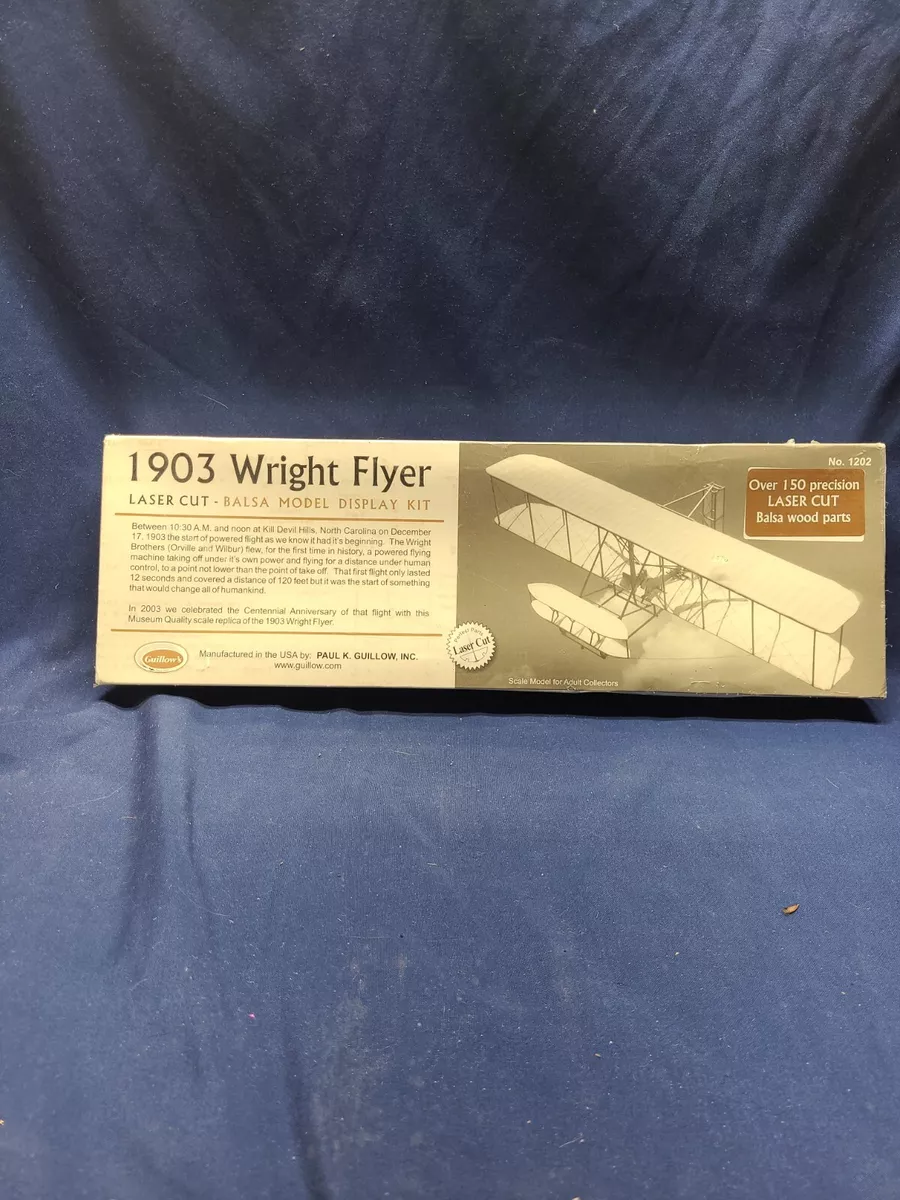 1903 Wright Flyer
LASER CUT - BALSA MODEL DISPLAY KIT
Between 10:30 A.M. and noon at Kill Devil Hills, North Carolina on December
17, 1903 the start of powered flight as we know it had it's beginning. The Wright
Brothers (Orville and Wilbur) flew, for the first time in history, a powered flying
machine taking off under it's own power and flying for a distance under human
control, to a point not lower than the point of take off. That first flight only lasted
12 seconds and covered a distance of 120 feet but it was the start of something
that would change all of humankind.
In 2003 we celebrated the Centennial Anniversary of that flight with this
Museum Quality scale replica of the 1903 Wright Flyer.
Guillow's
Manufactured in the USA by: PAUL K. GUILLOW, INC.
www.guillow.com
Perfect Parts
Laser Cut
No. 1202
Over 150 precision
LASER CUT
Balsa wood parts
Scale Model for Adult Collectors